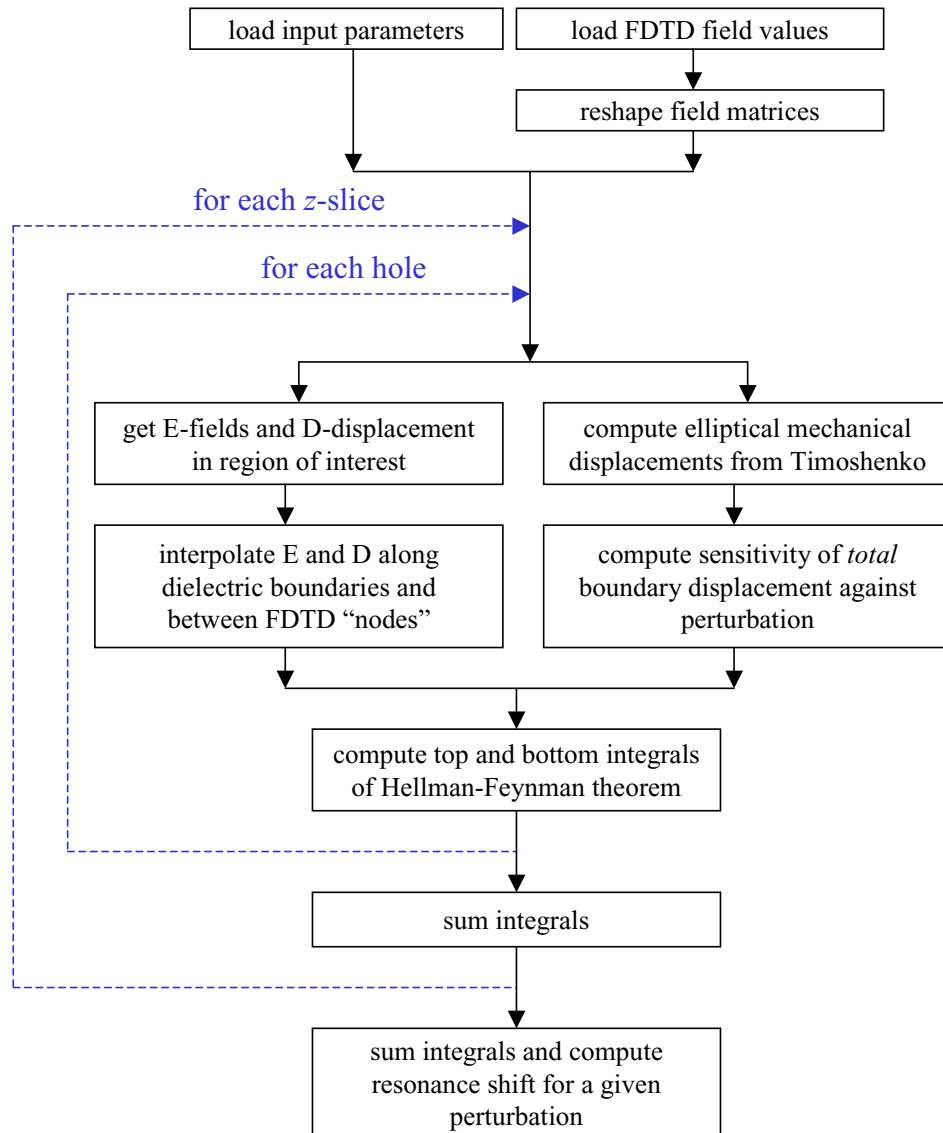 load input parameters
load FDTD field values
reshape field matrices
for each z-slice
for each hole
get E-fields and D-displacement
in region of interest
compute elliptical mechanical
displacements from Timoshenko
interpolate E and D along
dielectric boundaries and
between FDTD “nodes”
compute sensitivity of total
boundary displacement against
perturbation
compute top and bottom integrals
of Hellman-Feynman theorem
sum integrals
sum integrals and compute
resonance shift for a given
perturbation